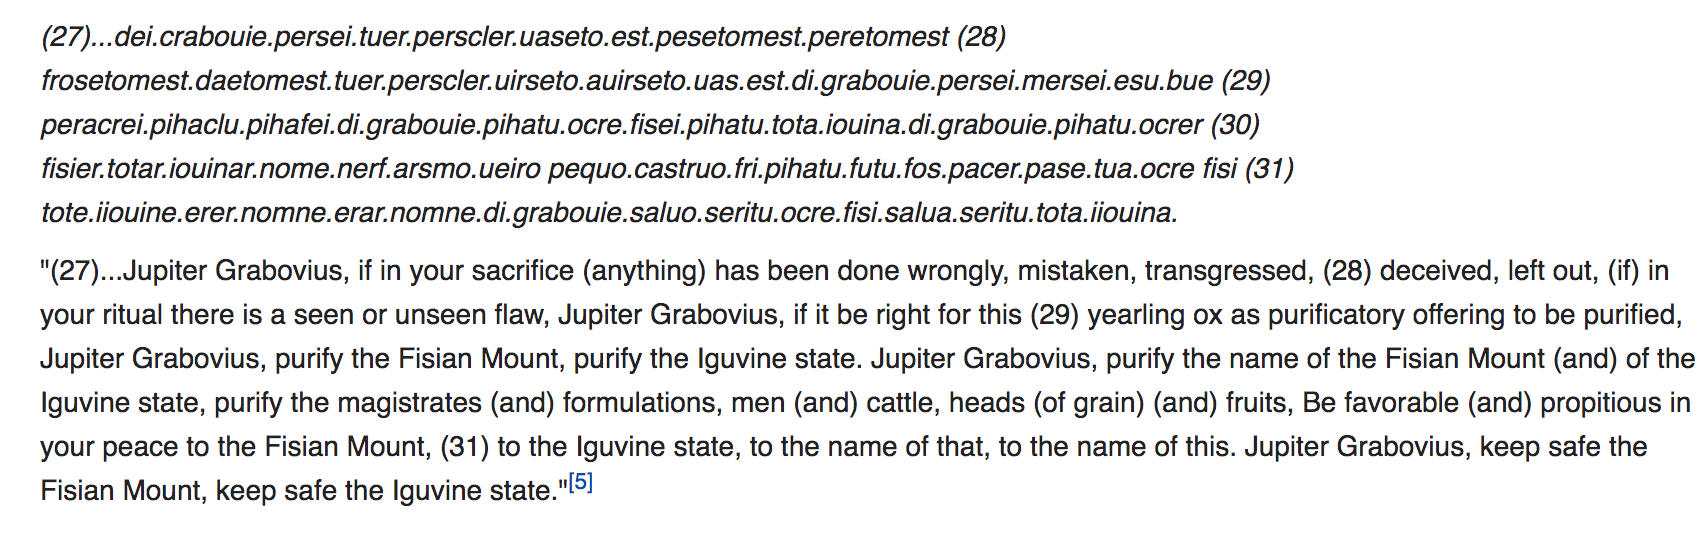 (27)...dei.crabouie.persei.tuer.perscler.uaseto.est.pesetomest.peretomest (28)
frosetomest.daetomest.tuer.perscler.uirseto.auirseto.uas.est.di.grabouie.persei.mersei.esu.bue (29)
peracrei.pihaclu.pihafei.di.grabouie.pihatu.ocre.fisei.pihatu.tota.iouina.di.grabouie.pihatu.ocrer (30)
fisier.totar.iouinar.nome.nerf.arsmo.ueiro pequo.castruo.fri.pihatu.futu.fos.pacer.pase.tua.ocre fisi (31)
tote.iiouine.erer.nomne.erar.nomne.di.grabouie.saluo.seritu.ocre.fisi.salua.seritu.tota.iiouina.
"(27)...Jupiter Grabovius, if in your sacrifice (anything) has been done wrongly, mistaken, transgressed, (28) deceived, left out, (if) in
your ritual there is a seen or unseen flaw, Jupiter Grabovius, if it be right for this (29) yearling ox as purificatory offering to be purified,
Jupiter Grabovius, purify the Fisian Mount, purify the Iguvine state. Jupiter Grabovius, purify the name of the Fisian Mount (and) of the
Iguvine state, purify the magistrates (and) formulations, men (and) cattle, heads (of grain) (and) fruits, Be favorable (and) propitious in
your peace to the Fisian Mount, (31) to the Iguvine state, to the name of that, to the name of this. Jupiter Grabovius, keep safe the
Fisian Mount, keep safe the Iguvine state."[5]